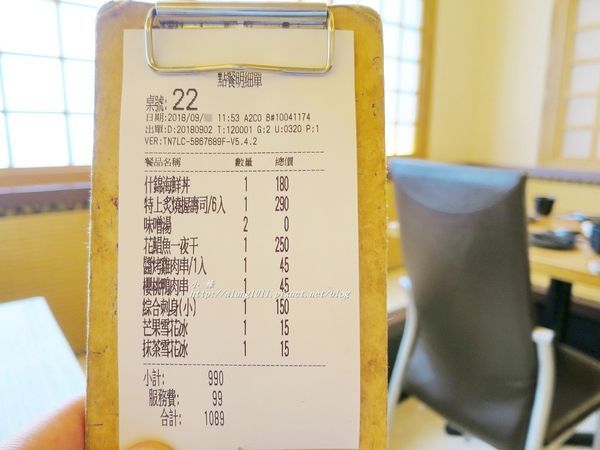 點餐明細單
桌號: 22
日期:2018/09/ 11:53 A2C0 B#10041174
出單:D:20180902 T:120001 G:2 U:0320 P:1
VER:TN7LC-5867689F-V5.4.2
餐品名稱 數量 總價
什錦海鮮丼 1 180
特上炙燒握壽司/6入 1 290
味噌湯 2 0
花鯧魚一夜干 1 250
醬烤雞肉串/1入 1 45
櫻桃鴨肉串 1 45
綜合刺身(小) 1 150
芒果雪花冰 1 15
抹茶雪花冰 1 15
小計: 990
服務費: 99
合計: 1089
http://alung1011.pixnet.net/blog